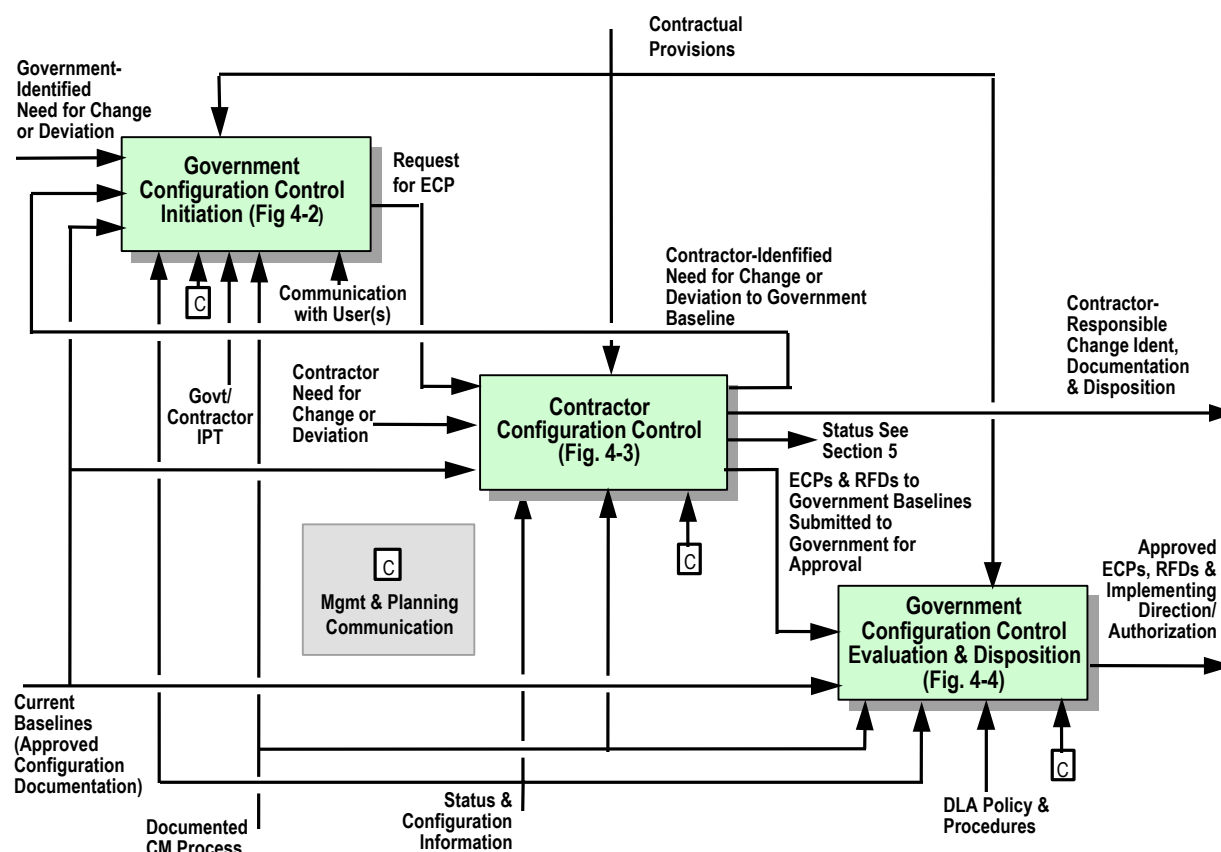 Contractual
Provisions
Government-
Identified
Need for Change
or Deviation
Government
Configuration Control
Initiation (Fig 4-2)
Request
for ECP
C
Communication
with User(s)
Contractor-Idenfified
Need for Change or
Deviation to Government
Baseline
Contractor-
Responsible
Change Ident,
Documentation
& Disposition
Govt/
Contractor
IPT
Contractor
Need for
Change or
Deviation
Contractor
Configuration Control
(Fig. 4-3)
Status See
Section 5
ECPs & RFDs to
Government Baselines
Submitted to
Government for
Approval
C
C
Mgmt & Planning
Communication
Approved
ECPs, RFDs &
Implementing
Direction/
Authorization
Government
Configuration Control
Evaluation & Disposition
(Fig. 4-4)
Current
Baselines
(Approved
Configuration
Documentation)
C
Status &
Configuration
Information
DLA Policy &
Procedures
Documented
CM Process